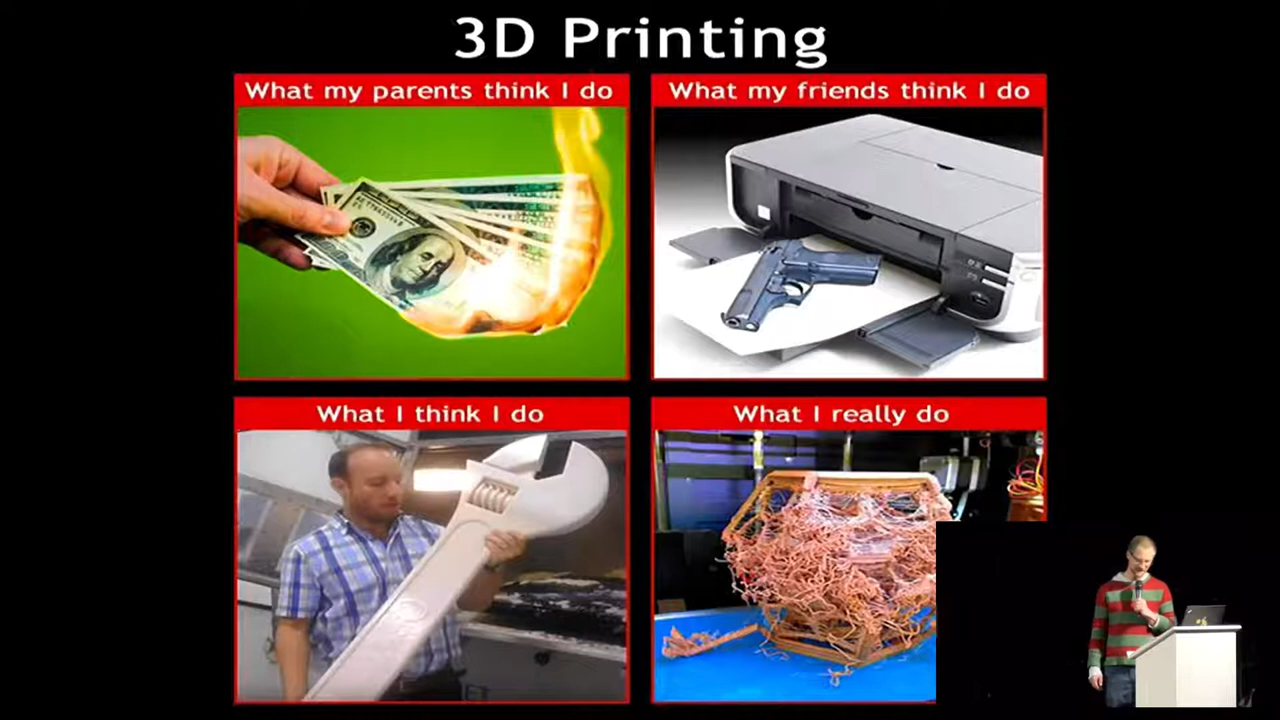 3D Printing
What my parents think I do
What my friends think I do
What I think I do
What I really do